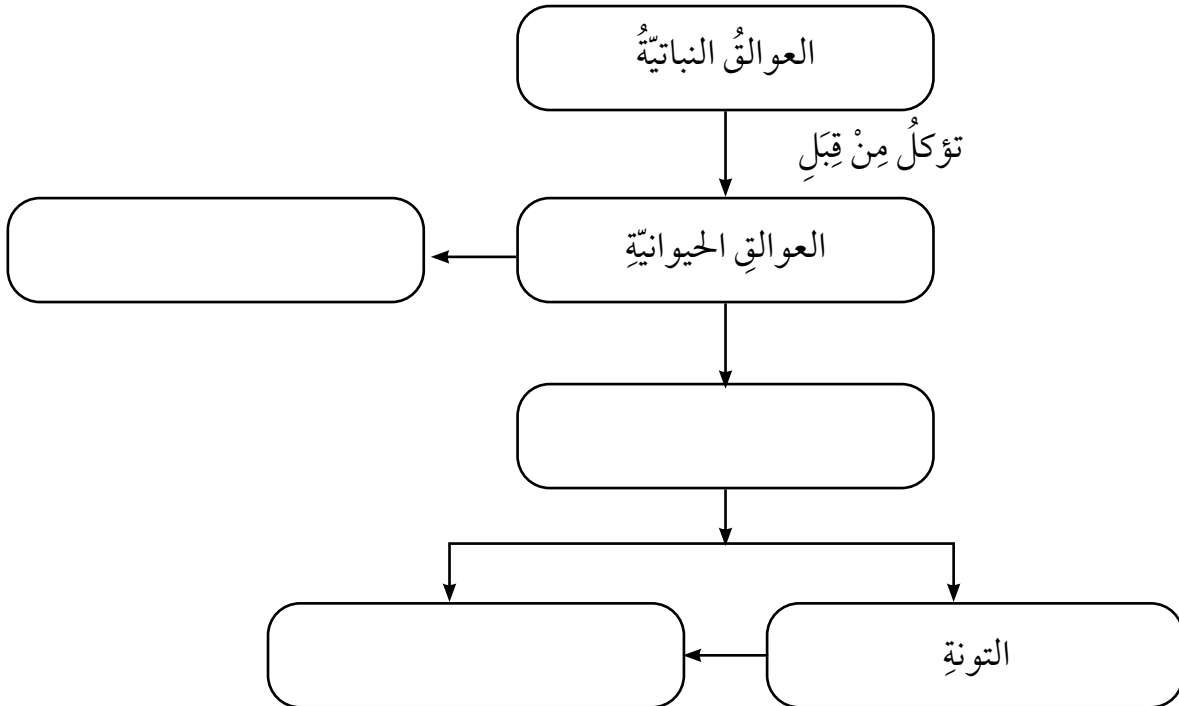 العوالقُ النباتيّةُ
تؤكلُ مِنْ قِبَلِ
العوالقِ الحيوانيّةِ
التونةِ